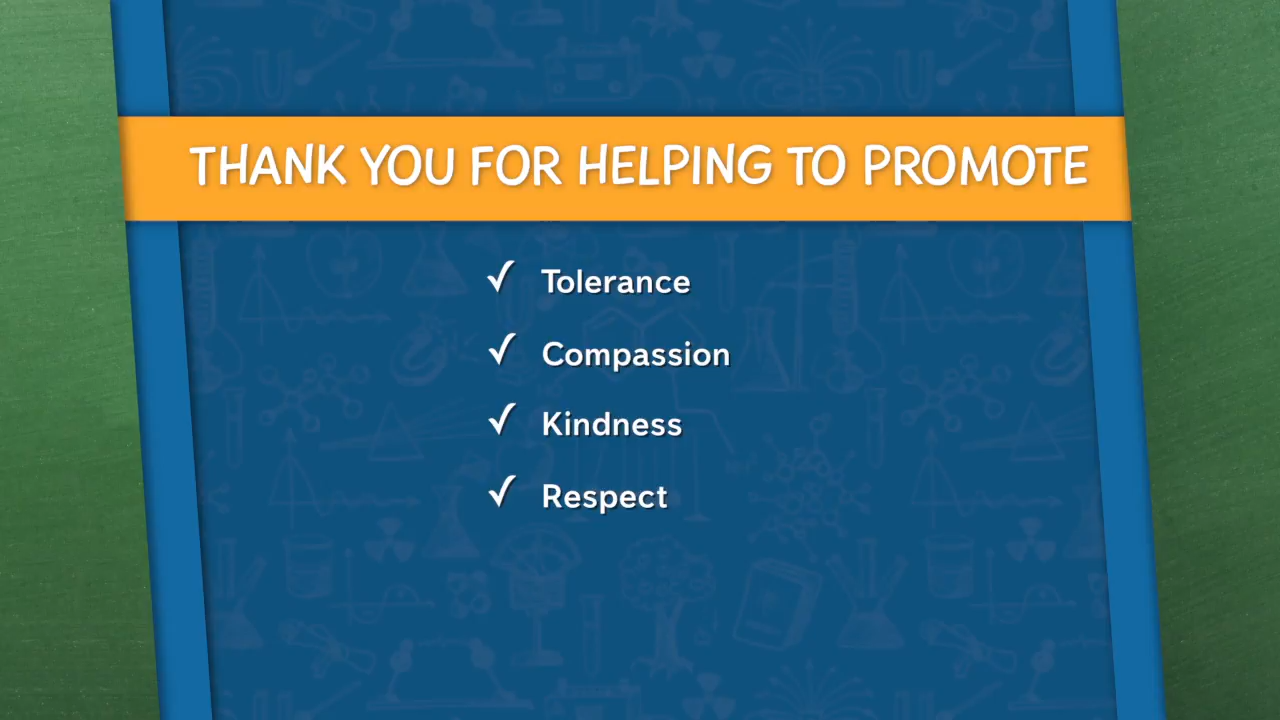 THANK YOU FOR HELPING TO PROMOTE
✓ Tolerance
✓ Compassion
✓ Kindness
✓ Respect